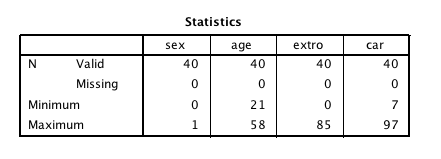 Statistics
sex age extro car
N Valid 40 40 40 40
Missing 0 0 0 0
Minimum 0 21 0 7
Maximum 1 58 85 97